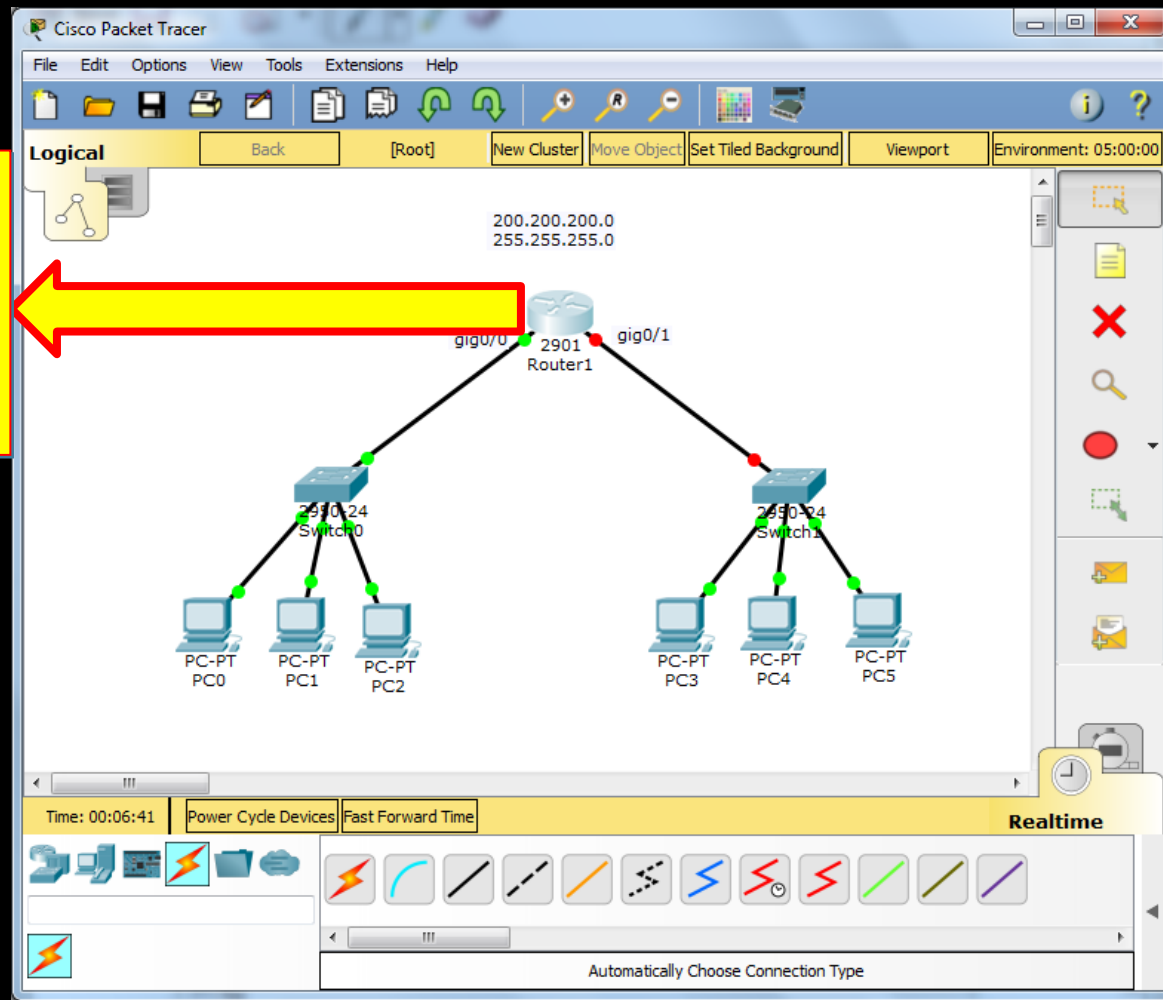 Cisco Packet Tracer
File Edit Options View Tools Extensions Help
Logical Back [Root] New Cluster Move Object Set Tiled Background Viewport Environment: 05:00:00
200.200.200.0
255.255.255.0
gig0/0
gig0/1
2901
Router1
2950-24
Switch0
2950-24
Switch1
PC-PT
PC0
PC-PT
PC1
PC-PT
PC2
PC-PT
PC3
PC-PT
PC4
PC-PT
PC5
Time: 00:06:41 Power Cycle Devices Fast Forward Time Realtime
Automatically Choose Connection Type